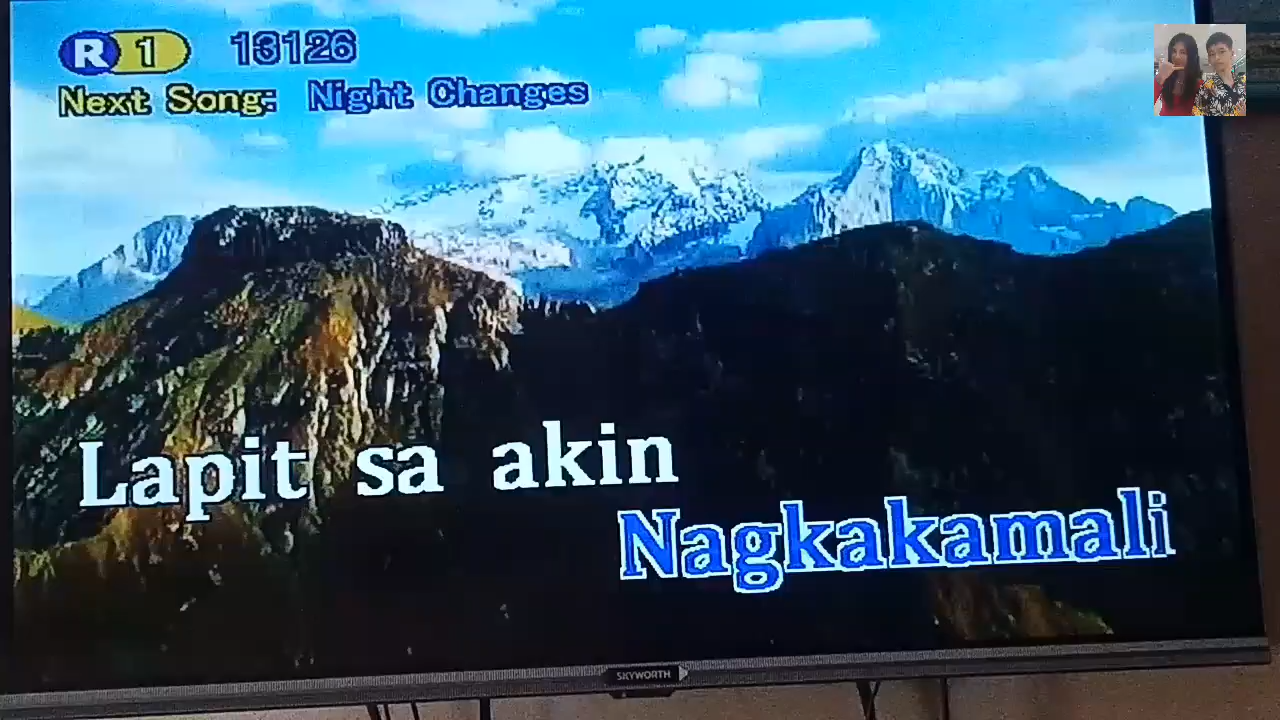 R 1 13126
Next Song: Night Changes
Lapit sa akin
Nagkakamali
SKYWORTH